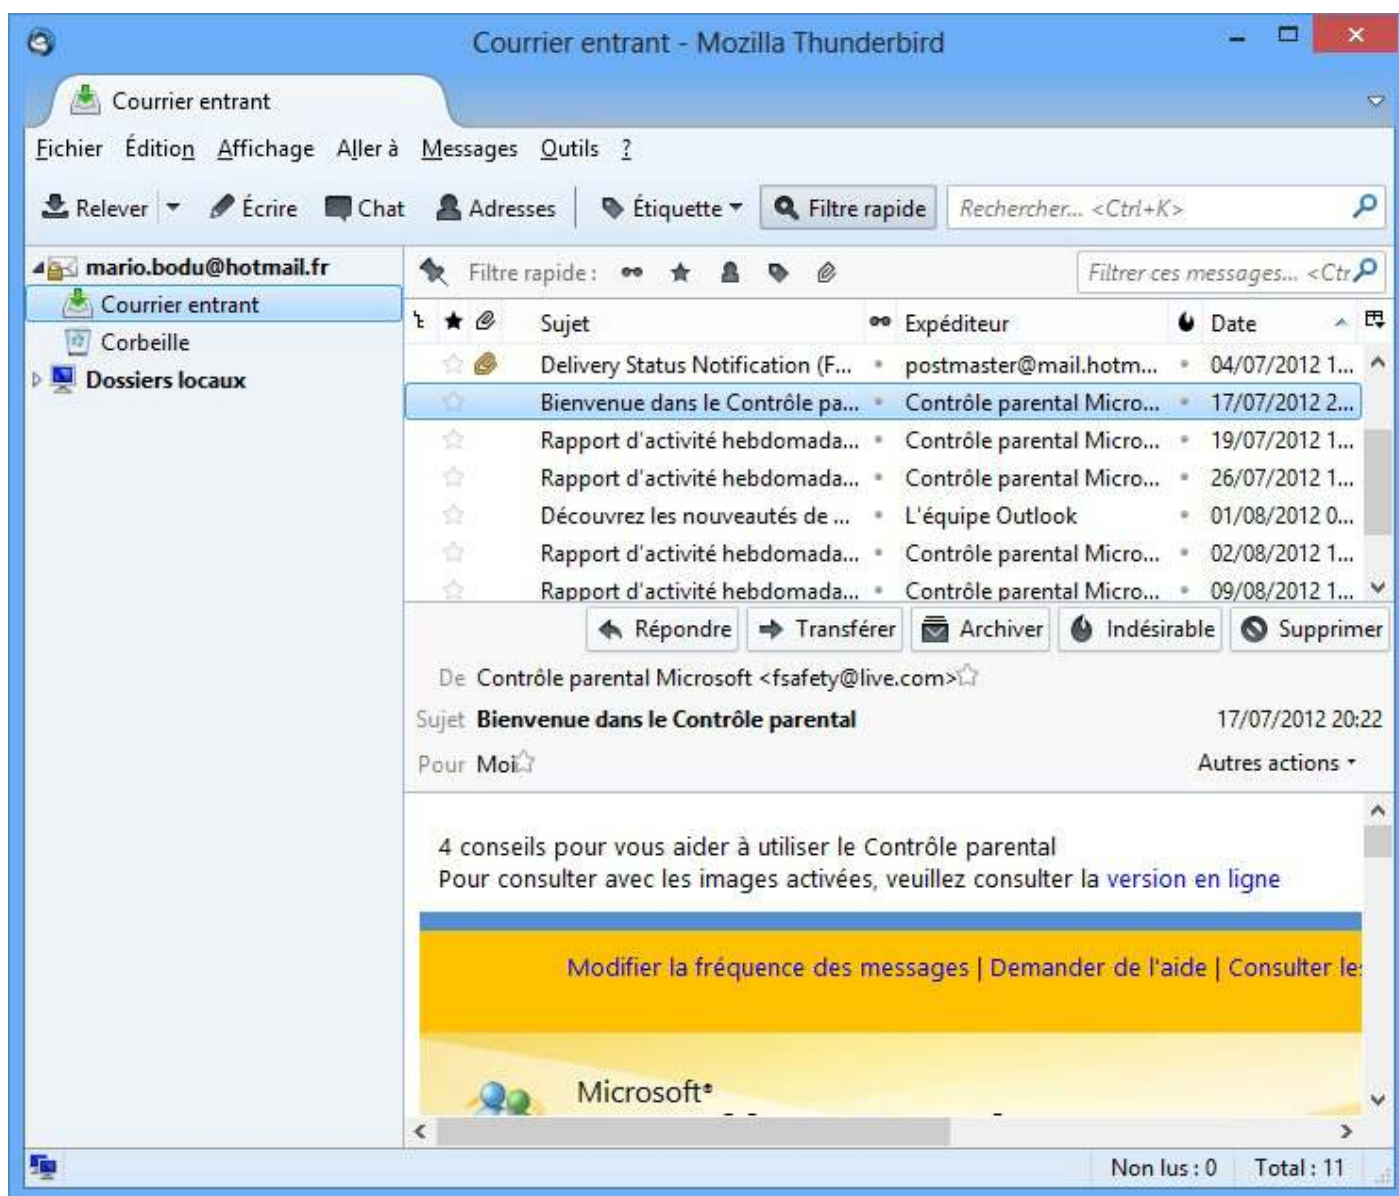 Courrier entrant - Mozilla Thunderbird
Courrier entrant
Fichier Édition Affichage Aller à Messages Outils ?
Relever Écrire Chat Adresses Étiquette Filtre rapide Rechercher... <Ctrl+K>
mario.bodu@hotmail.fr
Courrier entrant
Corbeille
Dossiers locaux
Filtre rapide : Filtrer ces messages... <Ctr
Sujet Expéditeur Date
Delivery Status Notification (F... postmaster@mail.hotm... 04/07/2012 1...
Bienvenue dans le Contrôle pa... Contrôle parental Micro... 17/07/2012 2...
Rapport d'activité hebdomada... Contrôle parental Micro... 19/07/2012 1...
Rapport d'activité hebdomada... Contrôle parental Micro... 26/07/2012 1...
Découvrez les nouveautés de ... L'équipe Outlook 01/08/2012 0...
Rapport d'activité hebdomada... Contrôle parental Micro... 02/08/2012 1...
Rapport d'activité hebdomada... Contrôle parental Micro... 09/08/2012 1...
Répondre Transférer Archiver Indésirable Supprimer
De Contrôle parental Microsoft <fsafety@live.com>
Sujet Bienvenue dans le Contrôle parental 17/07/2012 20:22
Pour Moi Autres actions
4 conseils pour vous aider à utiliser le Contrôle parental
Pour consulter avec les images activées, veuillez consulter la version en ligne
Modifier la fréquence des messages | Demander de l'aide | Consulter le
Microsoft®
Non lus : 0 Total : 11